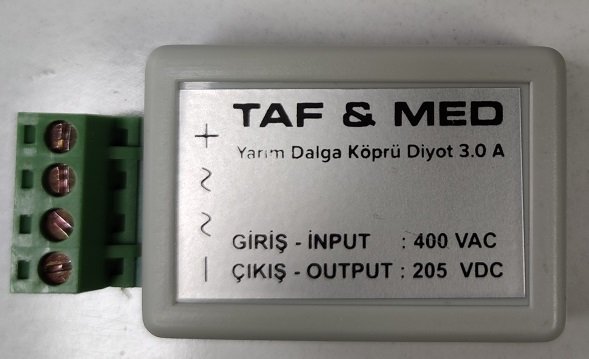 TAF & MED
Yarım Dalga Köprü Diyot 3.0 A
+
~
~
-
GİRİŞ - İNPUT : 400 VAC
ÇIKIŞ - OUTPUT : 205 VDC